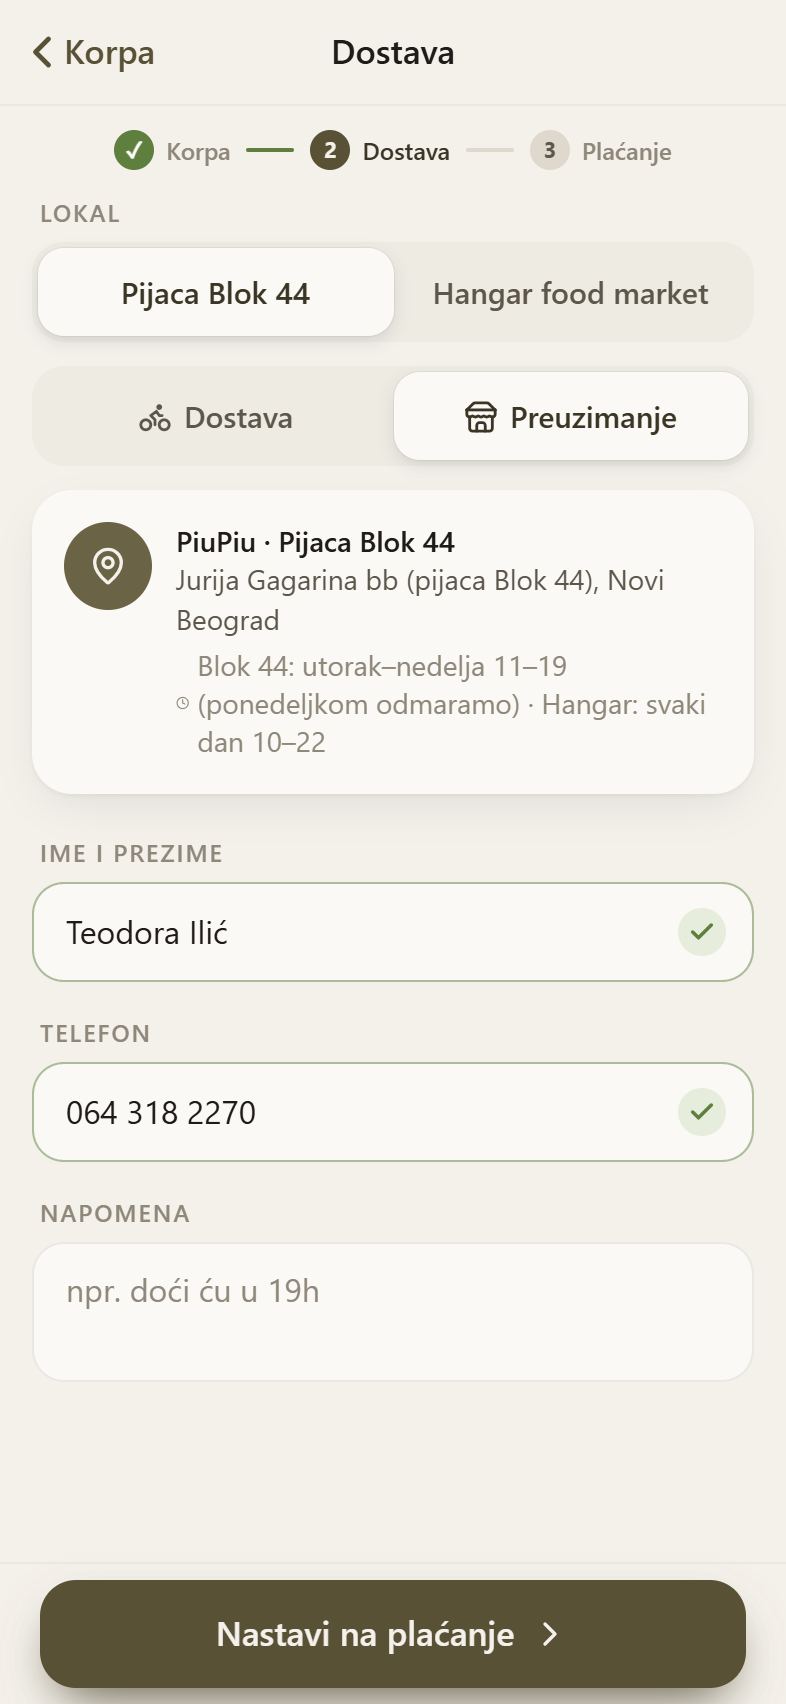 Korpa
Dostava
✓ Korpa 2 Dostava 3 Plaćanje
LOKAL
Pijaca Blok 44 Hangar food market
Dostava Preuzimanje
PiuPiu · Pijaca Blok 44
Jurija Gagarina bb (pijaca Blok 44), Novi
Beograd
Blok 44: utorak–nedelja 11–19
(ponedeljkom odmaramo) · Hangar: svaki
dan 10–22
IME I PREZIME
Teodora Ilić
TELEFON
064 318 2270
NAPOMENA
npr. doći ću u 19h
Nastavi na plaćanje